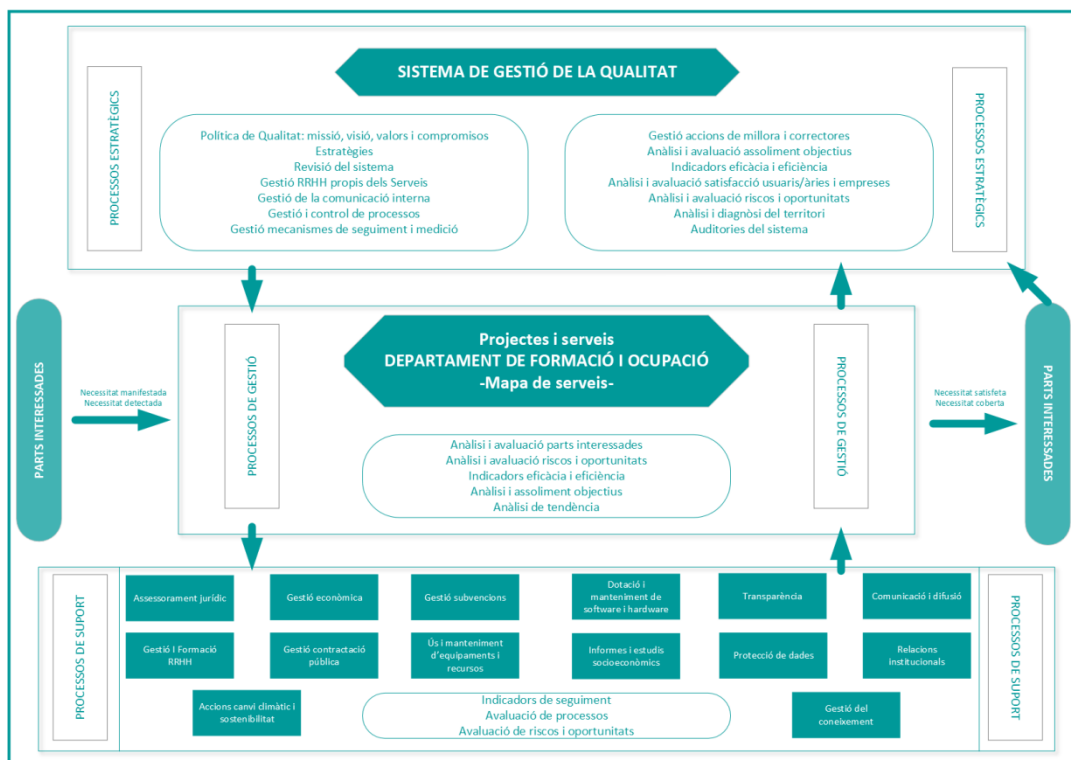 SISTEMA DE GESTIÓ DE LA QUALITAT
PROCESSOS ESTRATÈGICS
Política de Qualitat: missió, visió, valors i compromisos
Estratègies
Revisió del sistema
Gestió RRHH propis dels Serveis
Gestió de la comunicació interna
Gestió i control de processos
Gestió mecanismes de seguiment i medició
Gestió accions de millora i correctores
Anàlisi i avaluació assoliment objectius
Indicadors eficàcia i eficiència
Anàlisi i avaluació satisfacció usuaris/àries i empreses
Anàlisi i avaluació riscos i oportunitats
Anàlisi i diagnòsi del territori
Auditories del sistema
PROCESSOS ESTRATÈGICS
PARTS INTERESSADES
Necessitat manifestada
Necessitat detectada
PROCESSOS DE GESTIÓ
Projectes i serveis
DEPARTAMENT DE FORMACIÓ I OCUPACIÓ
-Mapa de serveis-
Anàlisi i avaluació parts interessades
Anàlisi i avaluació riscos i oportunitats
Indicadors eficàcia i eficiència
Anàlisi i assoliment objectius
Anàlisi de tendència
PROCESSOS DE GESTIÓ
Necessitat satisfeta
Necessitat coberta
PARTS INTERESSADES
PROCESSOS DE SUPORT
Assessorament jurídic
Gestió econòmica
Gestió subvencions
Dotació i
manteniment de
software i hardware
Transparència
Comunicació i difusió
Gestió I Formació
RRHH
Gestió contractació
pública
Ús i manteniment
d'equipaments i
recursos
Informes i estudis
socioeconòmics
Protecció de dades
Relacions
institucionals
Accions canvi climàtic i
sostenibilitat
Indicadors de seguiment
Avaluació de processos
Avaluació de riscos i oportunitats
Gestió del
coneixement
PROCESSOS DE SUPORT